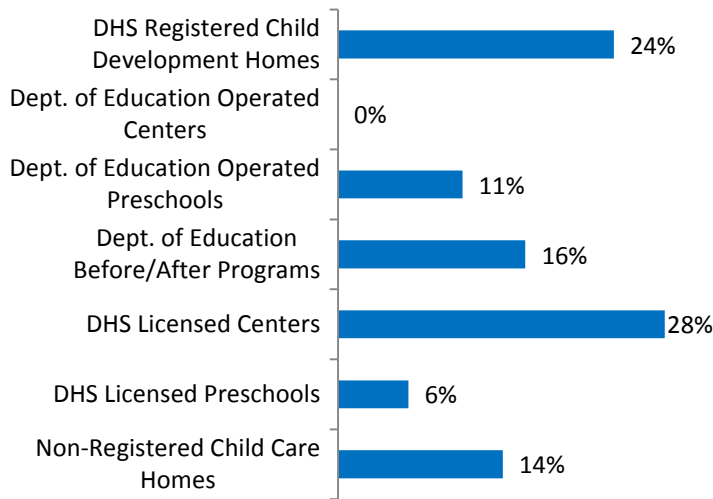 DHS Registered Child
Development Homes
24%
Dept. of Education Operated
Centers
0%
Dept. of Education Operated
Preschools
11%
Dept. of Education
Before/After Programs
16%
DHS Licensed Centers
28%
DHS Licensed Preschools
6%
Non-Registered Child Care
Homes
14%